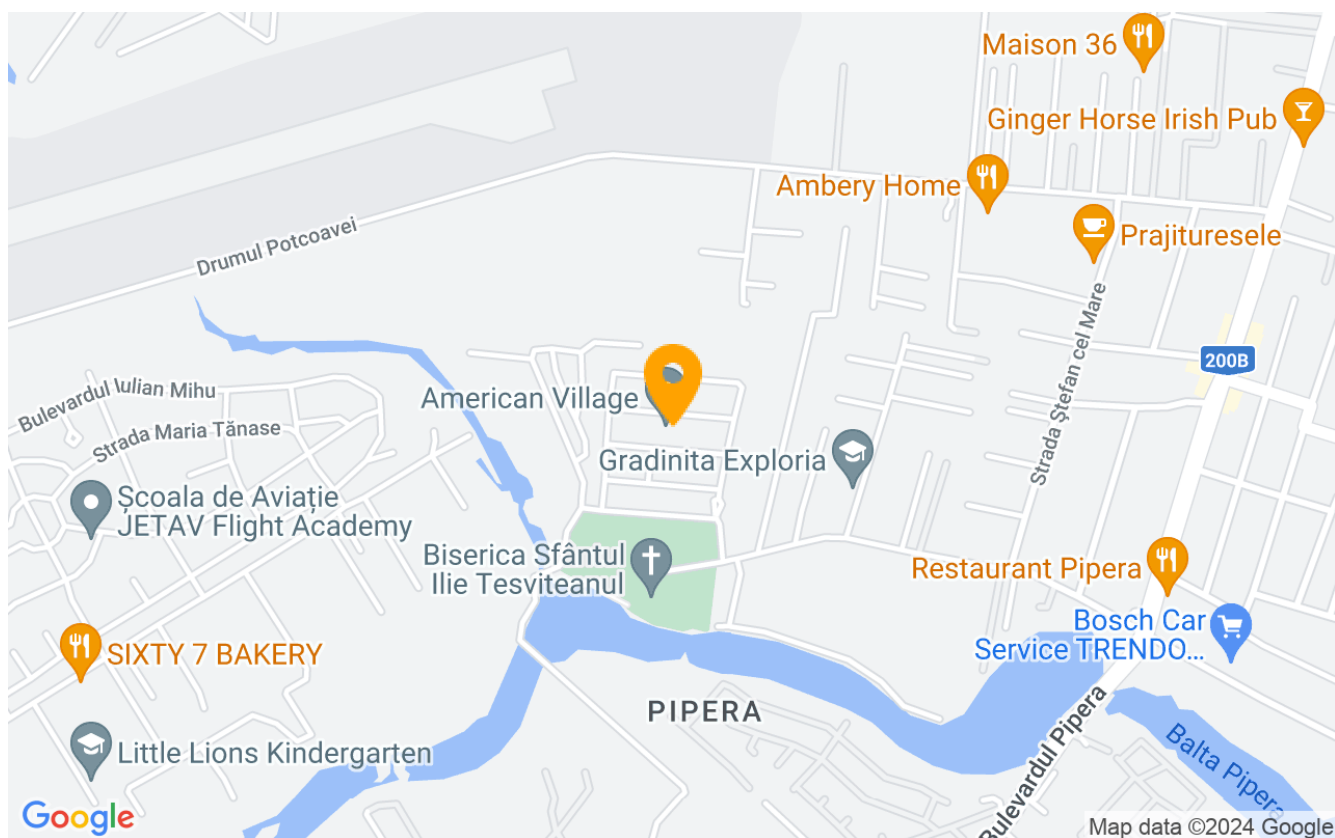 Maison 36
Ginger Horse Irish Pub
Ambery Home
Prajituresele
Drumul Potcoavei
Strada Ștefan cel Mare
200B
Bulevardul Iulian Mihu
American Village
Strada Maria Tănase
Gradinita Exploria
Școala de Aviație
JETAV Flight Academy
Biserica Sfântul
Ilie Tesviteanul
Restaurant Pipera
Bosch Car
Service TRENDO...
SIXTY 7 BAKERY
PIPERA
Bulevardul Pipera
Balta Pipera
Little Lions Kindergarten
Google
Map data ©2024 Google